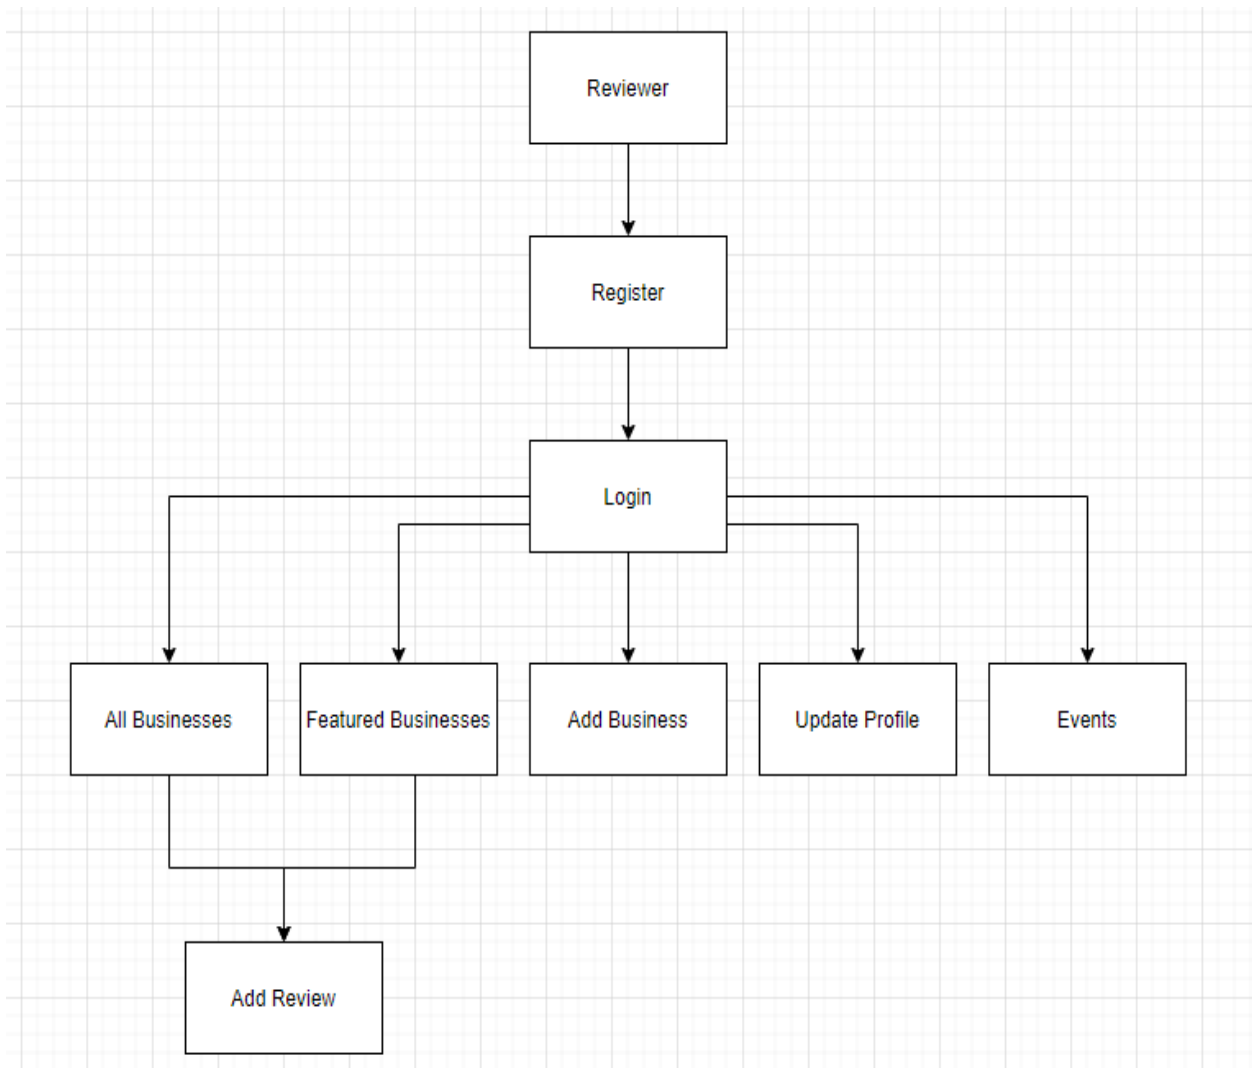 Reviewer
Register
Login
All Businesses
Featured Businesses
Add Business
Update Profile
Events
Add Review